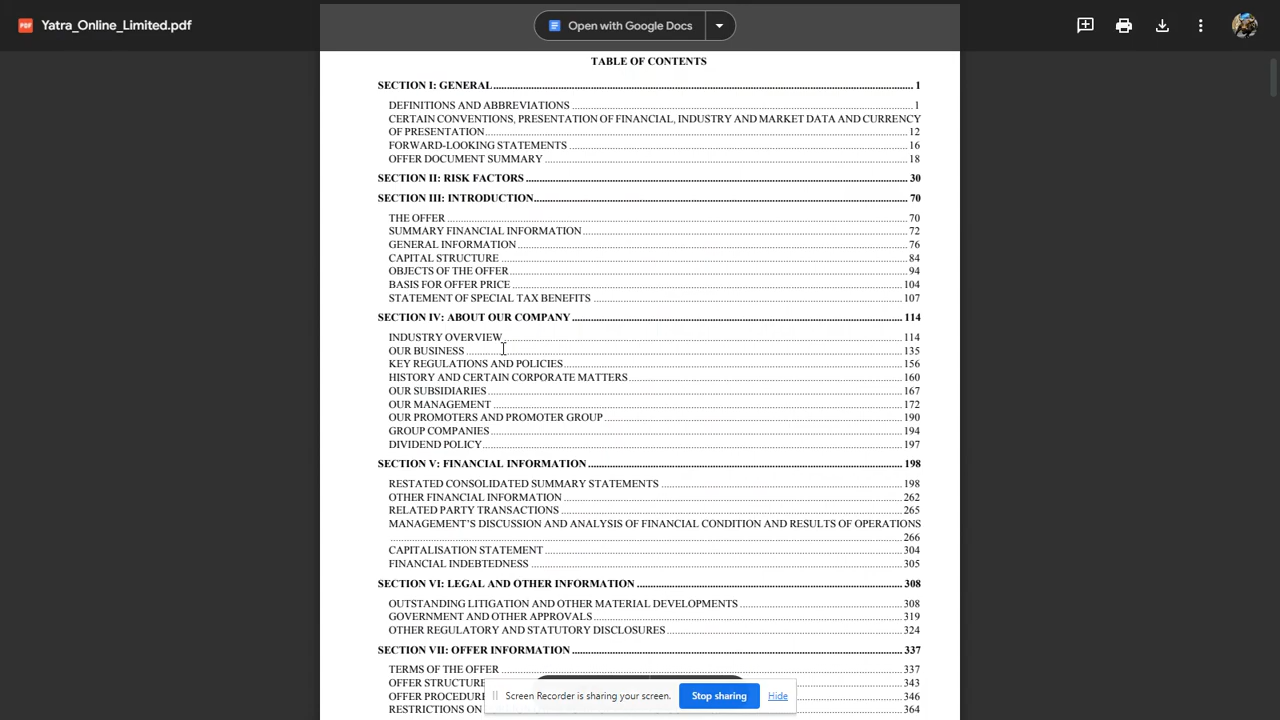 Yatra_Online_Limited.pdf
Open with Google Docs
TABLE OF CONTENTS
SECTION I: GENERAL 1
DEFINITIONS AND ABBREVIATIONS 1
CERTAIN CONVENTIONS, PRESENTATION OF FINANCIAL, INDUSTRY AND MARKET DATA AND CURRENCY
OF PRESENTATION 12
FORWARD-LOOKING STATEMENTS 16
OFFER DOCUMENT SUMMARY 18
SECTION II: RISK FACTORS 30
SECTION III: INTRODUCTION 70
THE OFFER 70
SUMMARY FINANCIAL INFORMATION 72
GENERAL INFORMATION 76
CAPITAL STRUCTURE 84
OBJECTS OF THE OFFER 94
BASIS FOR OFFER PRICE 104
STATEMENT OF SPECIAL TAX BENEFITS 107
SECTION IV: ABOUT OUR COMPANY 114
INDUSTRY OVERVIEW 114
OUR BUSINESS 135
KEY REGULATIONS AND POLICIES 156
HISTORY AND CERTAIN CORPORATE MATTERS 160
OUR SUBSIDIARIES 167
OUR MANAGEMENT 172
OUR PROMOTERS AND PROMOTER GROUP 190
GROUP COMPANIES 194
DIVIDEND POLICY 197
SECTION V: FINANCIAL INFORMATION 198
RESTATED CONSOLIDATED SUMMARY STATEMENTS 198
OTHER FINANCIAL INFORMATION 262
RELATED PARTY TRANSACTIONS 265
MANAGEMENT'S DISCUSSION AND ANALYSIS OF FINANCIAL CONDITION AND RESULTS OF OPERATIONS
266
CAPITALISATION STATEMENT 304
FINANCIAL INDEBTEDNESS 305
SECTION VI: LEGAL AND OTHER INFORMATION 308
OUTSTANDING LITIGATION AND OTHER MATERIAL DEVELOPMENTS 308
GOVERNMENT AND OTHER APPROVALS 319
OTHER REGULATORY AND STATUTORY DISCLOSURES 324
SECTION VII: OFFER INFORMATION 337
TERMS OF THE OFFER 337
OFFER STRUCTURE 343
OFFER PROCEDURE 346
RESTRICTIONS ON 364
Screen Recorder is sharing your screen. Stop sharing Hide